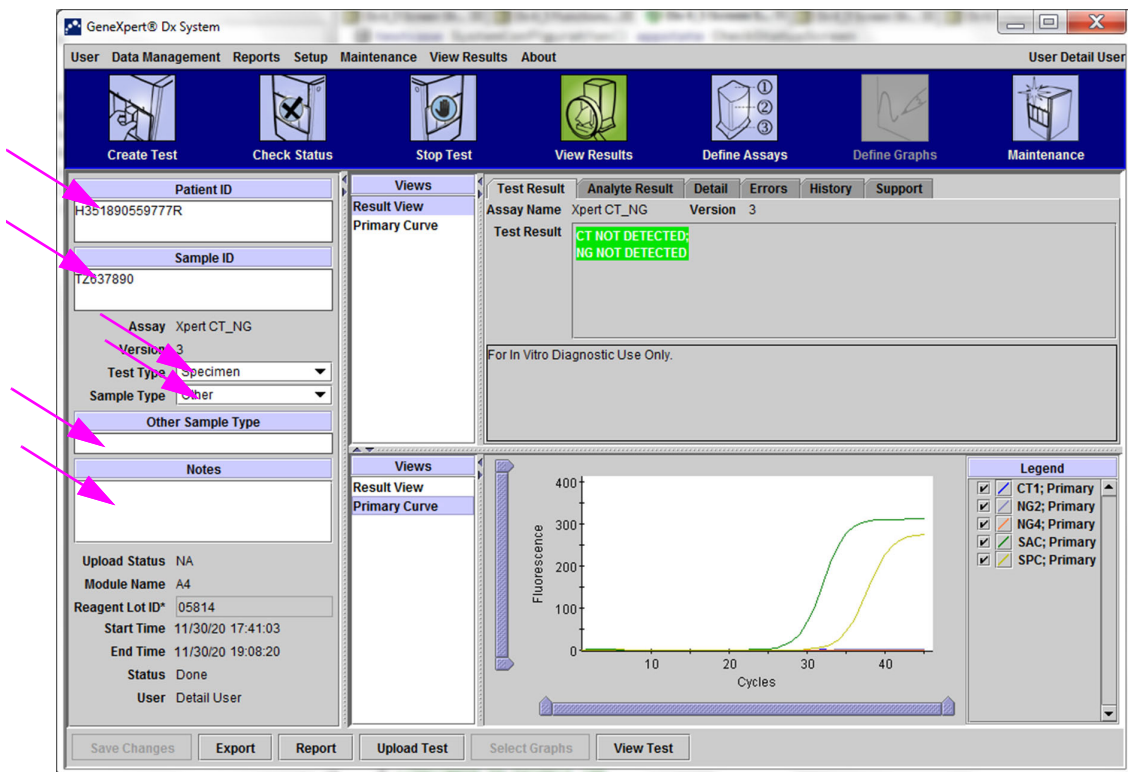 GeneXpert® Dx System
User Data Management Reports Setup Maintenance View Results About User Detail User
Create Test Check Status Stop Test View Results Define Assays Define Graphs Maintenance
1
2
3
Patient ID
H351890559777R
Sample ID
TZ637890
Assay Xpert CT_NG
Version 3
Test Type Specimen
Sample Type Other
Other Sample Type
Notes
Upload Status NA
Module Name A4
Reagent Lot ID* 05814
Start Time 11/30/20 17:41:03
End Time 11/30/20 19:08:20
Status Done
User Detail User
Views
Result View
Primary Curve
Test Result Analyte Result Detail Errors History Support
Assay Name Xpert CT_NG Version 3
Test Result CT NOT DETECTED;
NG NOT DETECTED
For In Vitro Diagnostic Use Only.
Views
Result View
Primary Curve
400
300
200
100
0
Fluorescence
10 20 30 40
Cycles
Legend
CT1; Primary
NG2; Primary
NG4; Primary
SAC; Primary
SPC; Primary
Save Changes Export Report Upload Test Select Graphs View Test